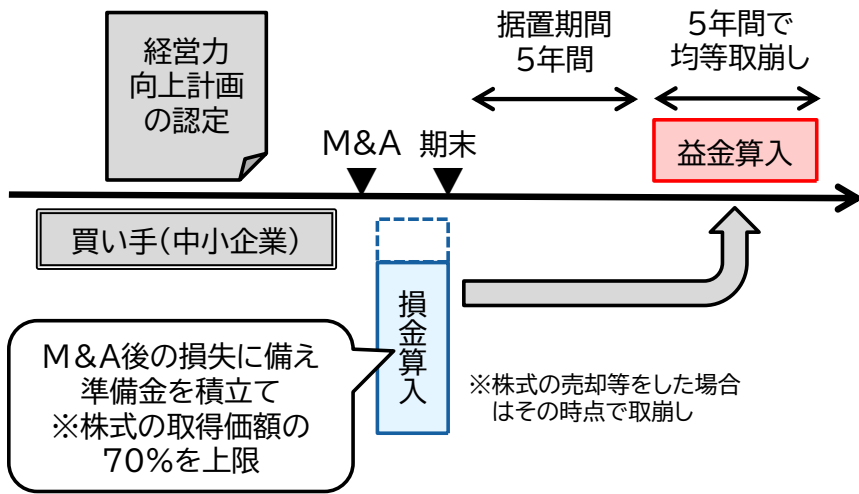 経営力
向上計画
の認定
据置期間
5年間
5年間で
均等取崩し
M&A
期末
益金算入
買い手(中小企業)
損金算入
M&A後の損失に備え
準備金を積立て
※株式の取得価額の
70%を上限
※株式の売却等をした場合
はその時点で取崩し